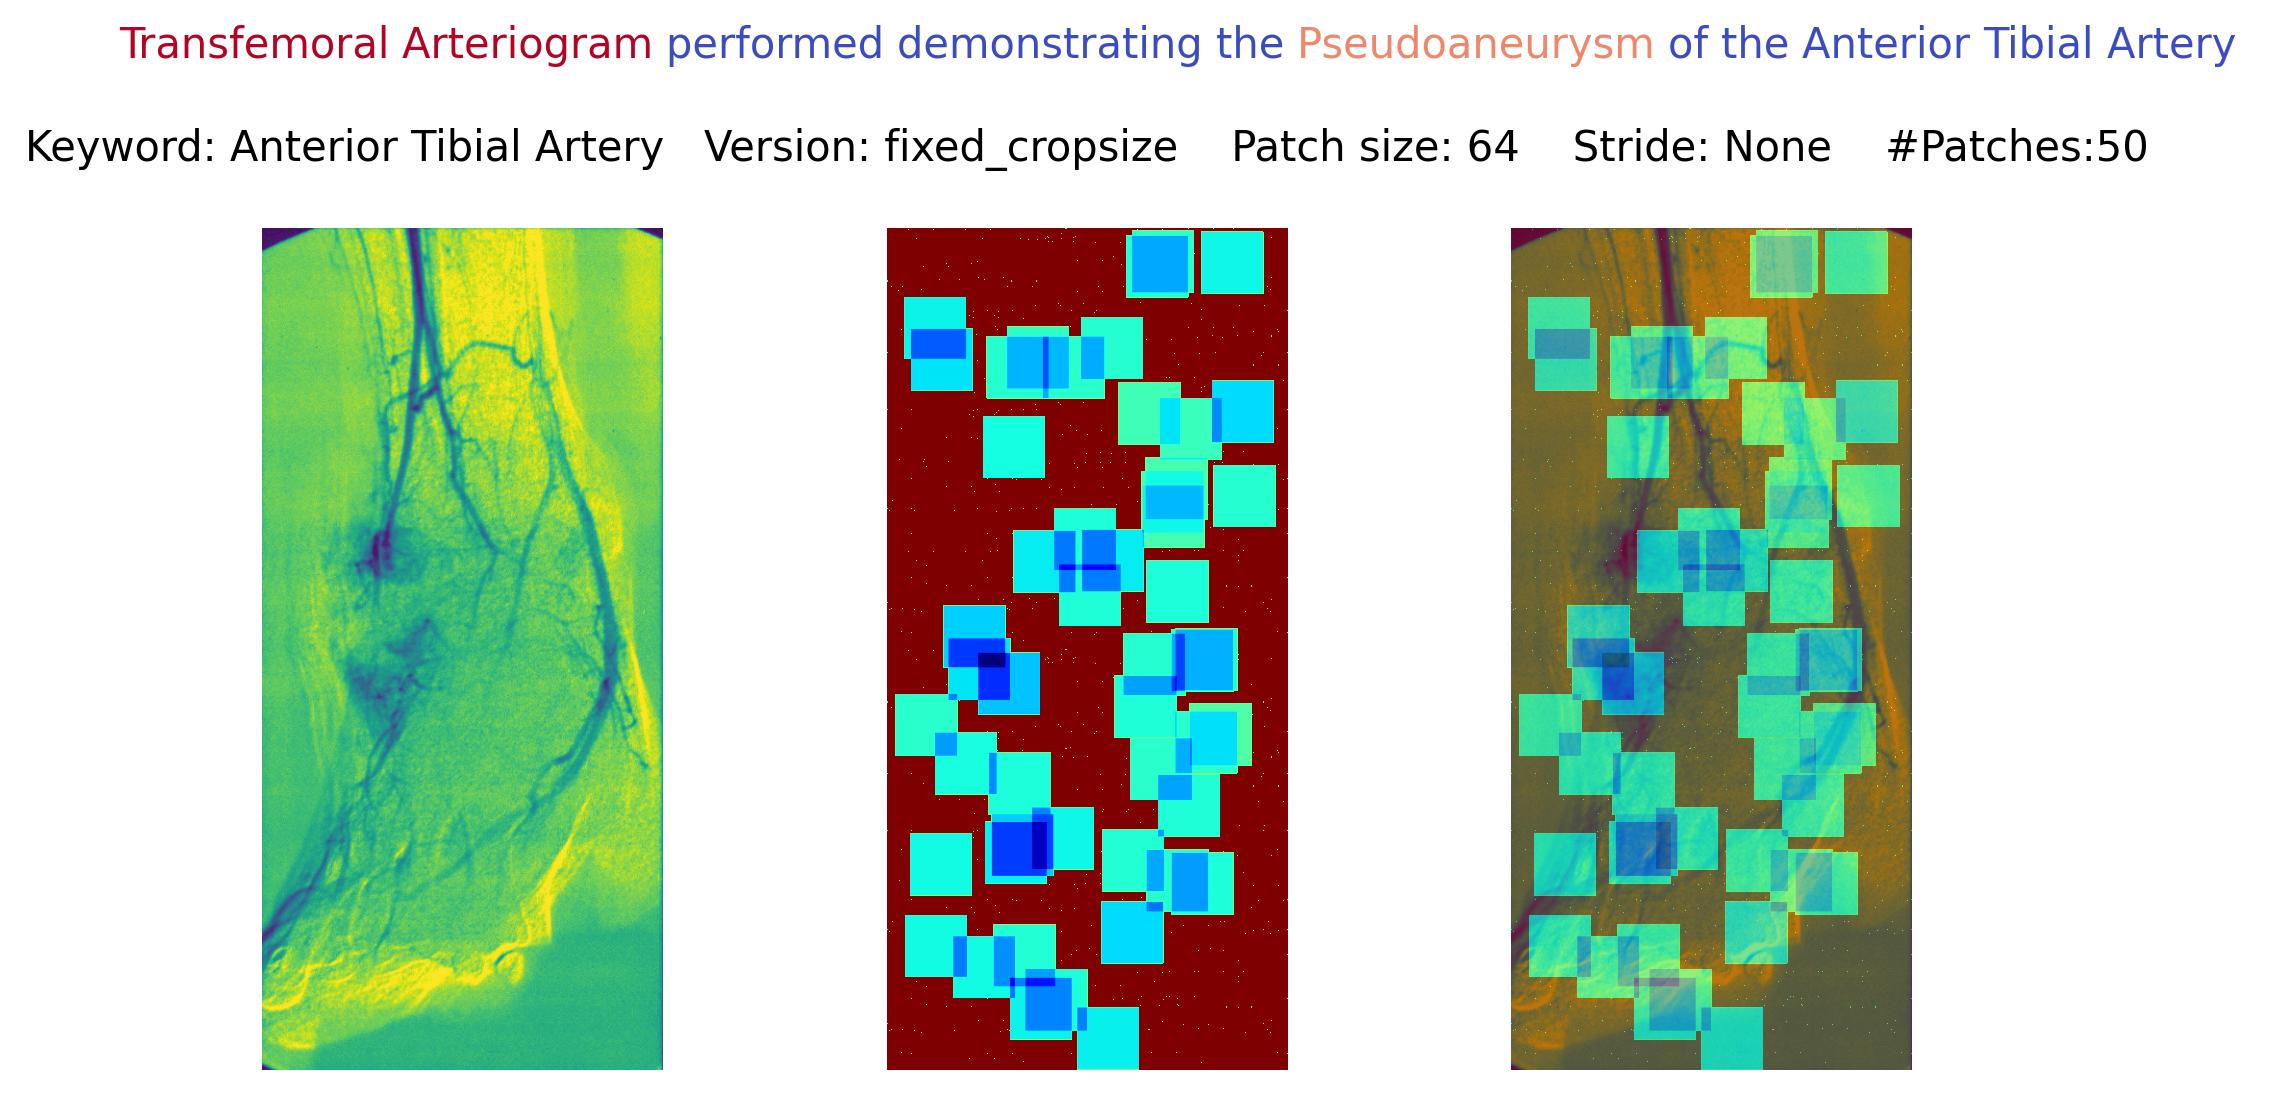 Transfemoral Arteriogram performed demonstrating the Pseudoaneurysm of the Anterior Tibial Artery
Keyword: Anterior Tibial Artery Version: fixed_cropsize Patch size: 64 Stride: None #Patches:50